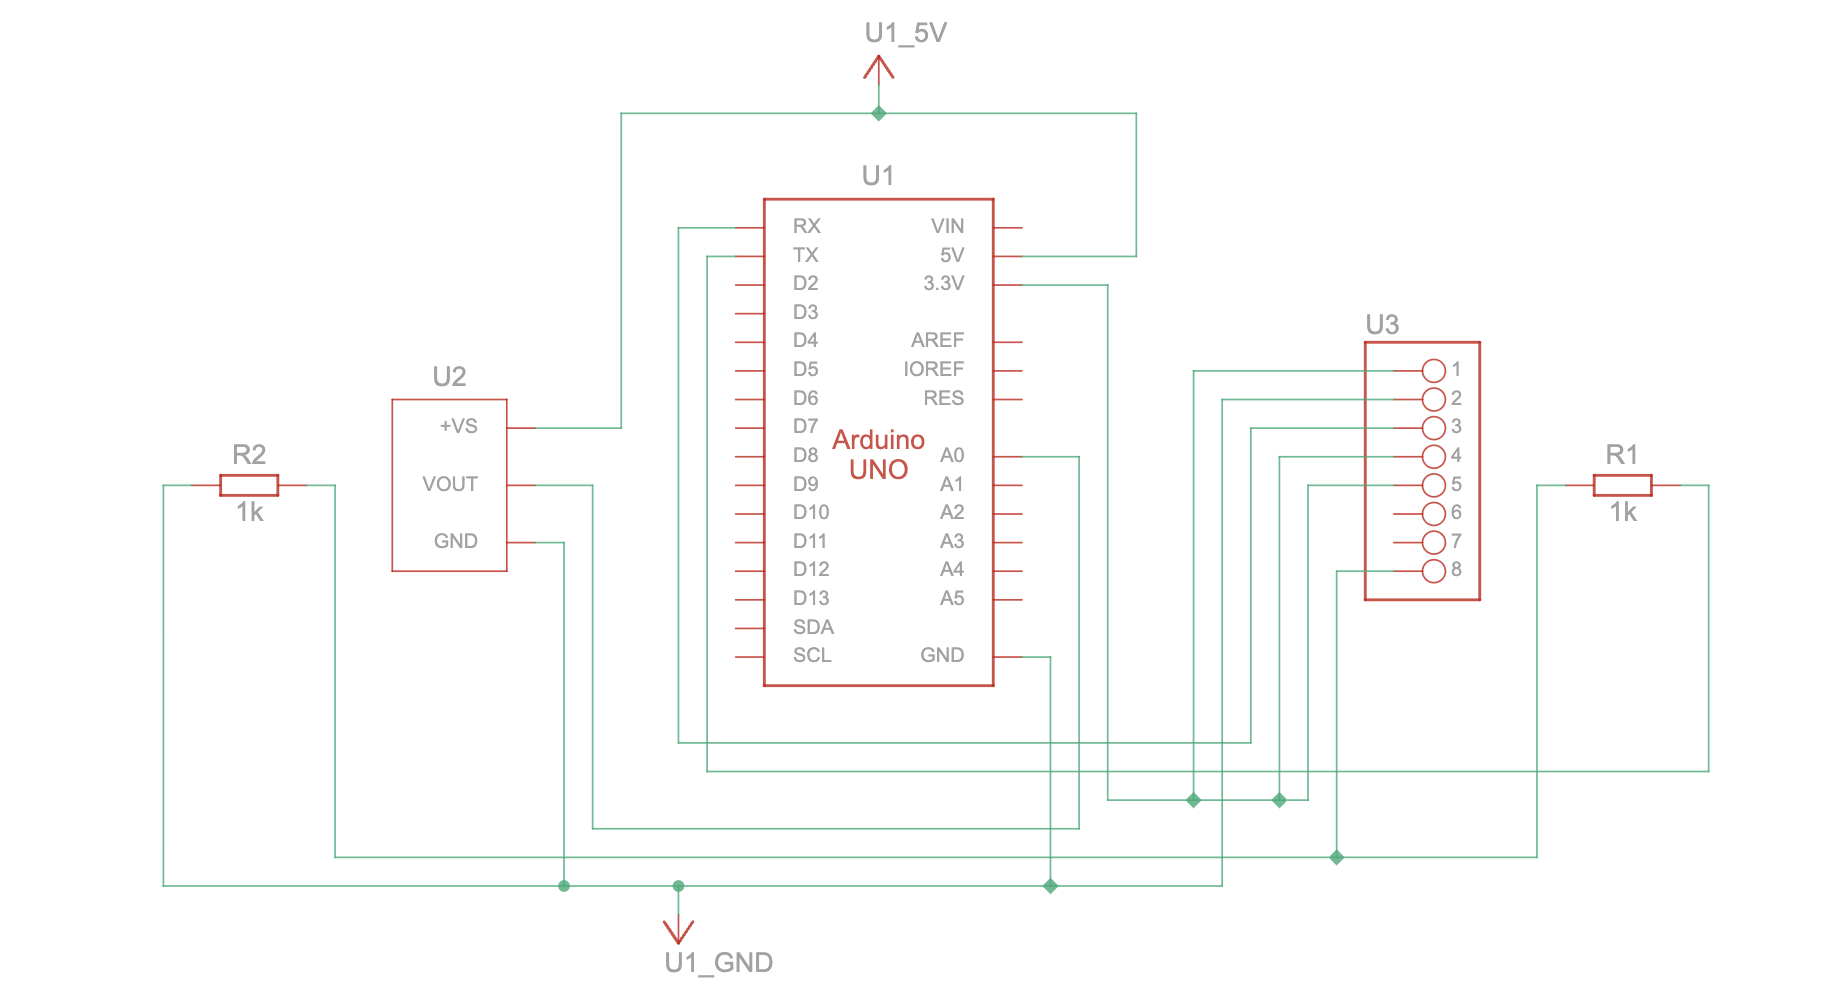 U1_5V
U1
RX
TX
D2
D3
D4
D5
D6
D7
D8
D9
D10
D11
D12
D13
SDA
SCL
VIN
5V
3.3V
AREF
IOREF
RES
A0
A1
A2
A3
A4
A5
GND
Arduino
UNO
U2
+VS
VOUT
GND
R2
1k
U3
1
2
3
4
5
6
7
8
R1
1k
U1_GND